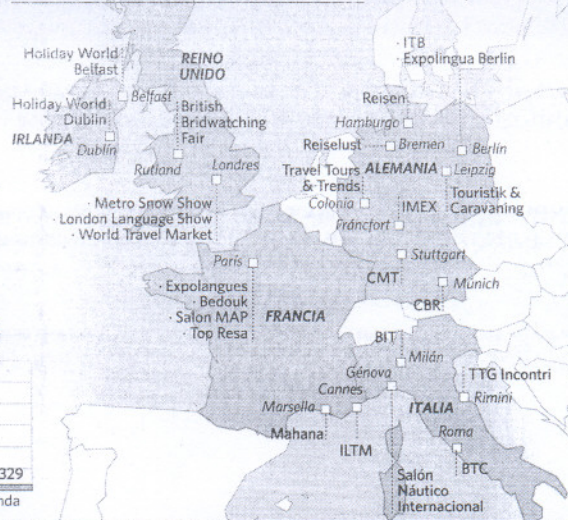 Holiday World
Belfast
Belfast
REINO
UNIDO
Holiday World
Dublin
Dublín
IRLANDA
British
Bridwatching
Fair
Rutland
Londres
· Metro Snow Show
· London Language Show
· World Travel Market
· ITB
· Expolingua Berlin
Reisen
Hamburgo
Reiselust
Bremen
Berlín
Travel Tours
& Trends
Colonia
ALEMANIA
Leipzig
Touristik &
Caravaning
IMEX
Fráncfort
Stuttgart
CMT
Múnich
CBR
París
· Expolangues
· Bedouk
· Salon MAP
· Top Resa
FRANCIA
BIT
Milán
Génova
Cannes
TTG Incontri
Rimini
Marsella
Mahana
ILTM
ITALIA
Roma
BTC
Salón
Náutico
Internacional
329
nda